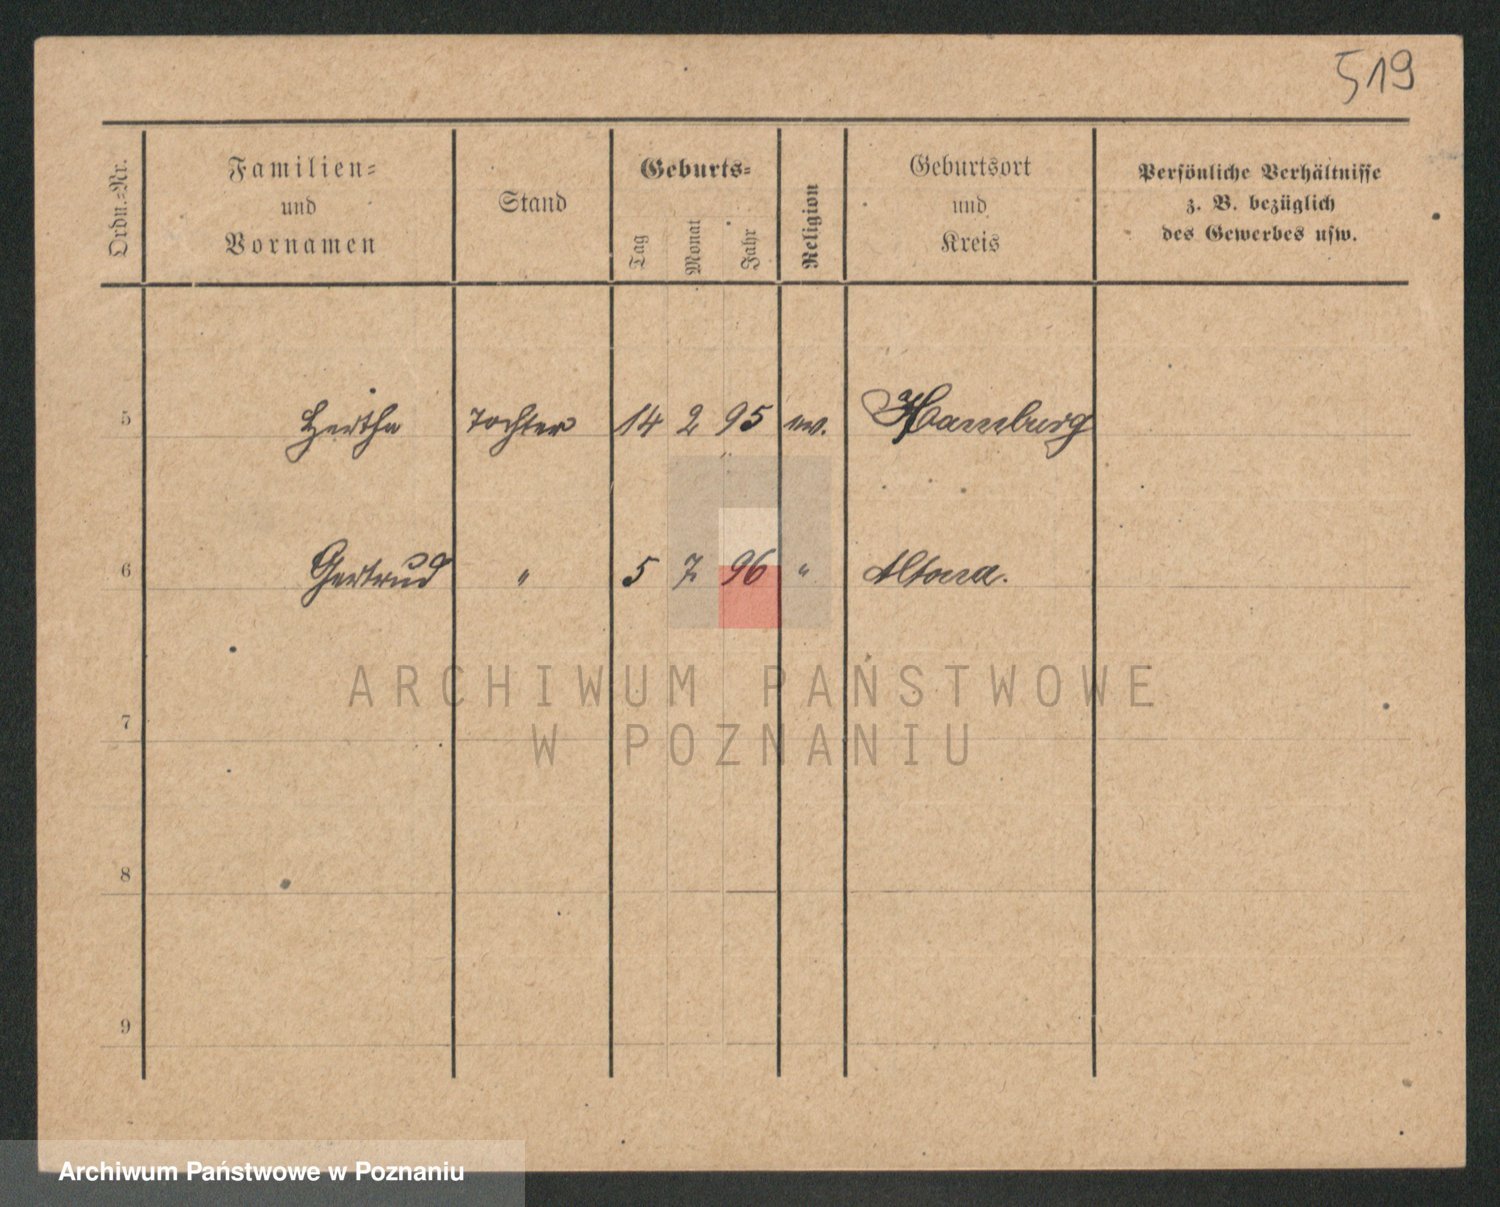 519
Ordn.-Nr.
Familien-
und
Vornamen
Stand
Geburts-
Tag
Monat
Jahr
Religion
Geburtsort
und
Kreis
Persönliche Verhältnisse
z. B. bezüglich
des Gewerbes usw.
5 Hertha Tochter 14 2 95 ev. Hamburg
6 Gertrud " 5 7 96 " Altona.
7
8
9
ARCHIWUM PAŃSTWOWE
W POZNANIU
Archiwum Państwowe w Poznaniu